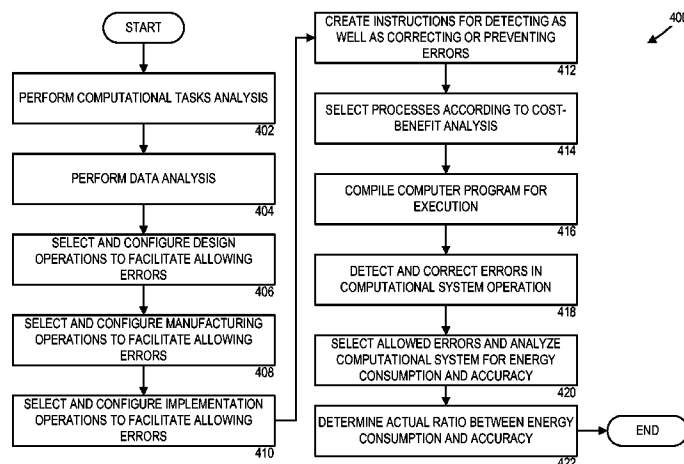 START
PERFORM COMPUTATIONAL TASKS ANALYSIS
402
PERFORM DATA ANALYSIS
404
SELECT AND CONFIGURE DESIGN
OPERATIONS TO FACILITATE ALLOWING
ERRORS
406
SELECT AND CONFIGURE MANUFACTURING
OPERATIONS TO FACILITATE ALLOWING
ERRORS
408
SELECT AND CONFIGURE IMPLEMENTATION
OPERATIONS TO FACILITATE ALLOWING
ERRORS
410
400
CREATE INSTRUCTIONS FOR DETECTING AS
WELL AS CORRECTING OR PREVENTING
ERRORS
412
SELECT PROCESSES ACCORDING TO COST-
BENEFIT ANALYSIS
414
COMPILE COMPUTER PROGRAM FOR
EXECUTION
416
DETECT AND CORRECT ERRORS IN
COMPUTATIONAL SYSTEM OPERATION
418
SELECT ALLOWED ERRORS AND ANALYZE
COMPUTATIONAL SYSTEM FOR ENERGY
CONSUMPTION AND ACCURACY
420
DETERMINE ACTUAL RATIO BETWEEN ENERGY
CONSUMPTION AND ACCURACY
422
END